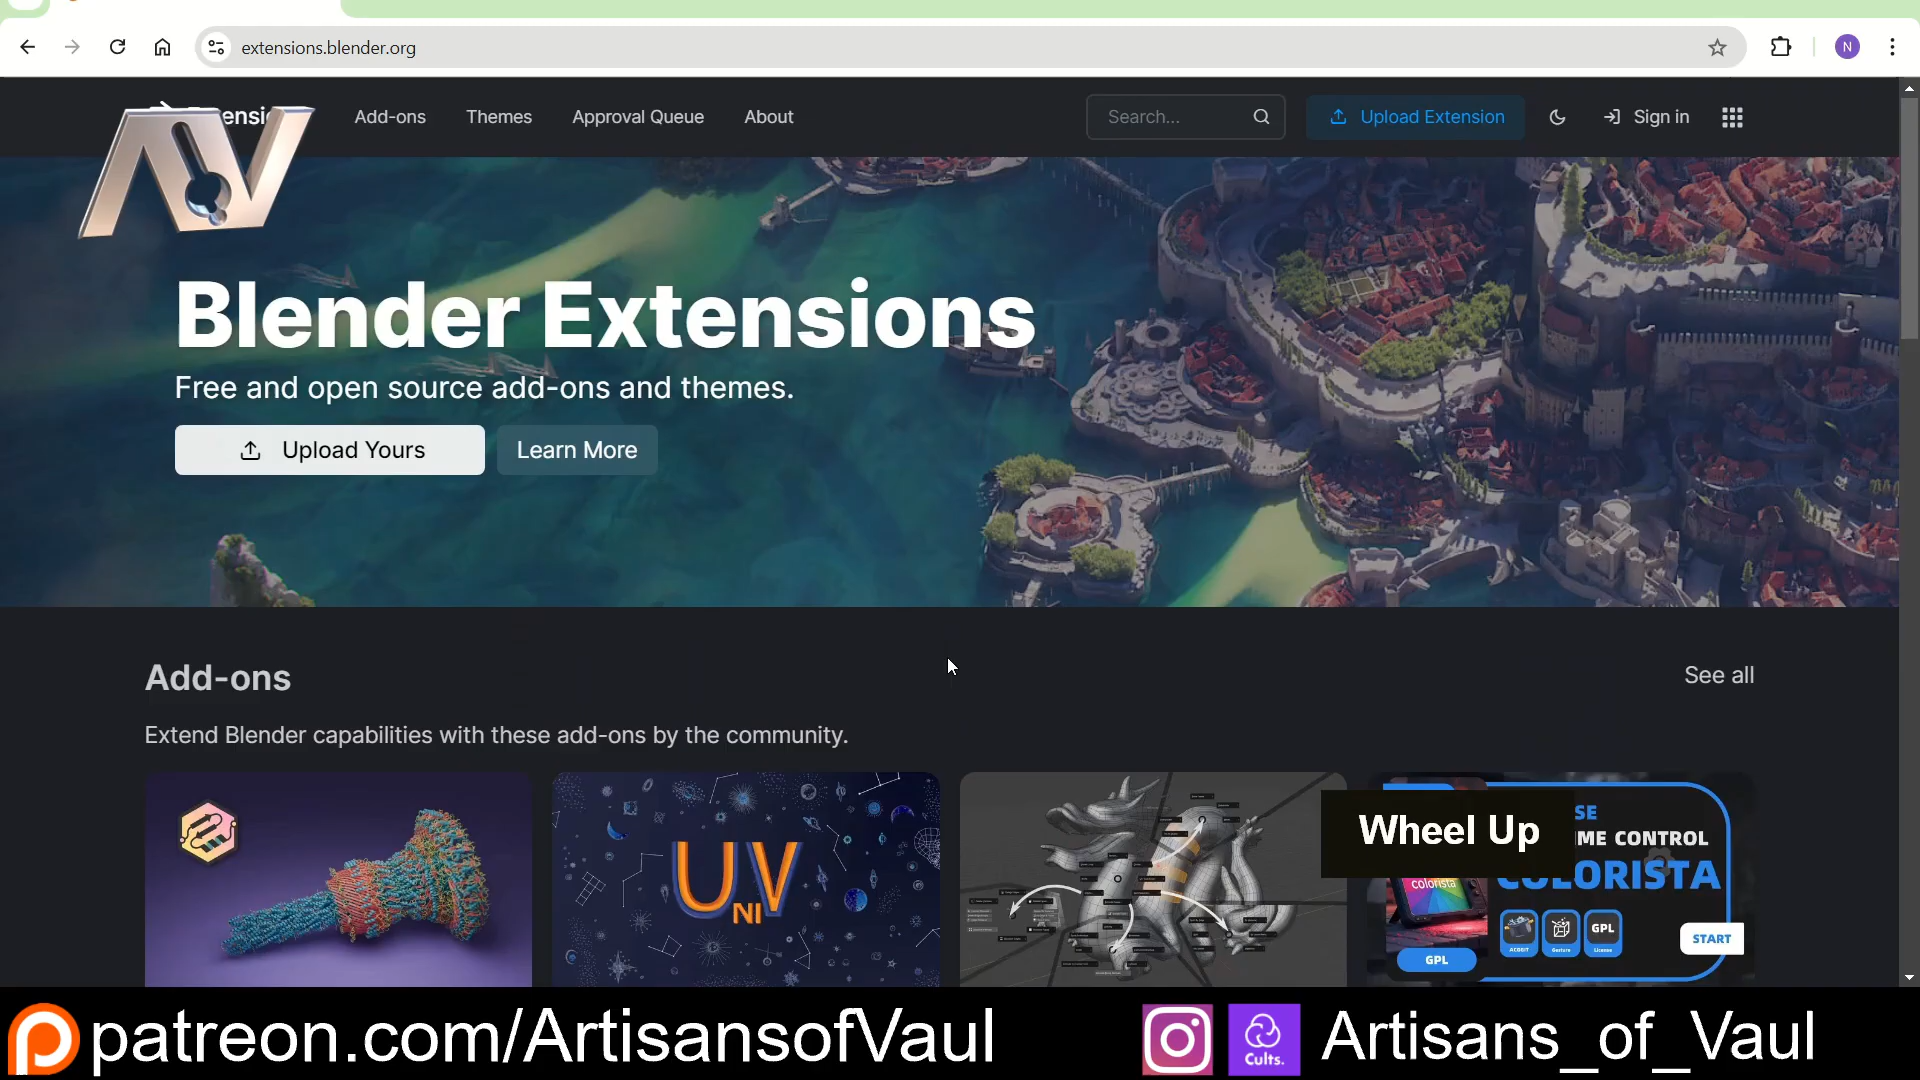 extensions.blender.org
N
Add-ons
Themes
Approval Queue
About
Search...
Upload Extension
Sign in
AV
Blender Extensions
Free and open source add-ons and themes.
Upload Yours
Learn More
Add-ons
See all
Extend Blender capabilities with these add-ons by the community.
UV
NI
Wheel Up
SE
ME CONTROL
COLORISTA
colorista
GPL
GPL
START
patreon.com/ArtisansofVaul
Cults.
Artisans_of_Vaul